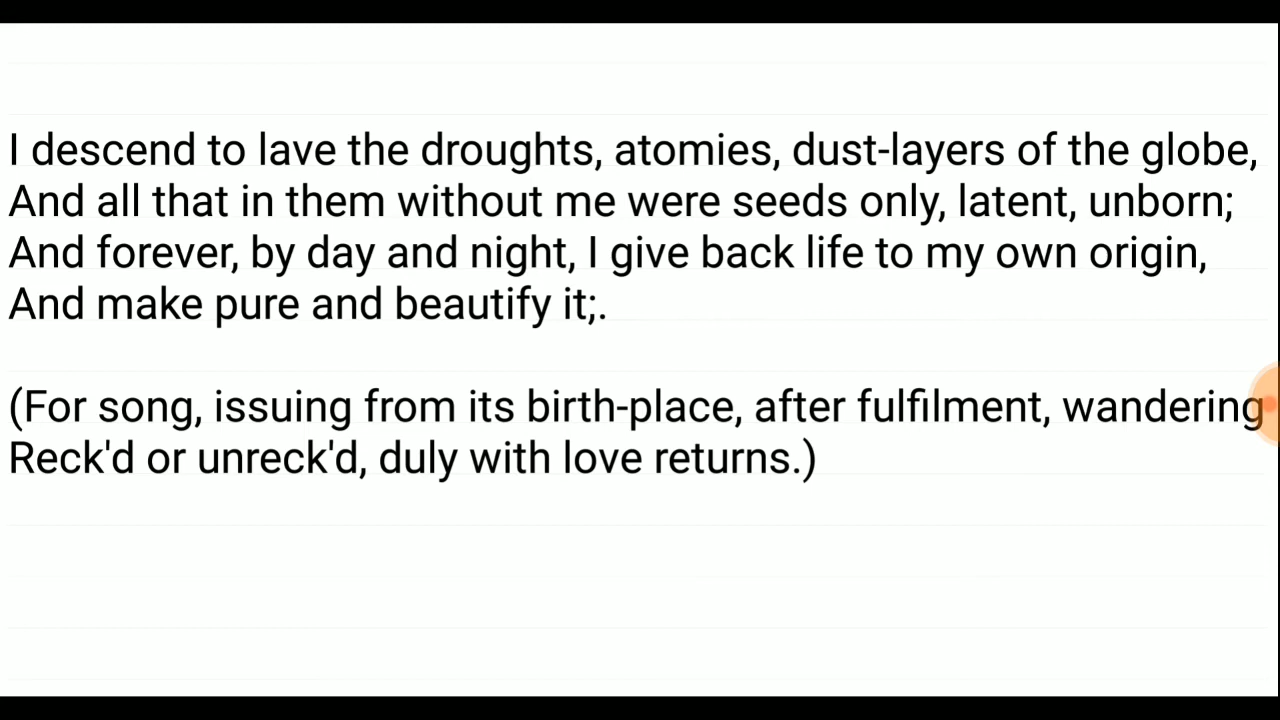 I descend to lave the droughts, atomies, dust-layers of the globe,
And all that in them without me were seeds only, latent, unborn;
And forever, by day and night, I give back life to my own origin,
And make pure and beautify it;.
(For song, issuing from its birth-place, after fulfilment, wandering
Reck'd or unreck'd, duly with love returns.)